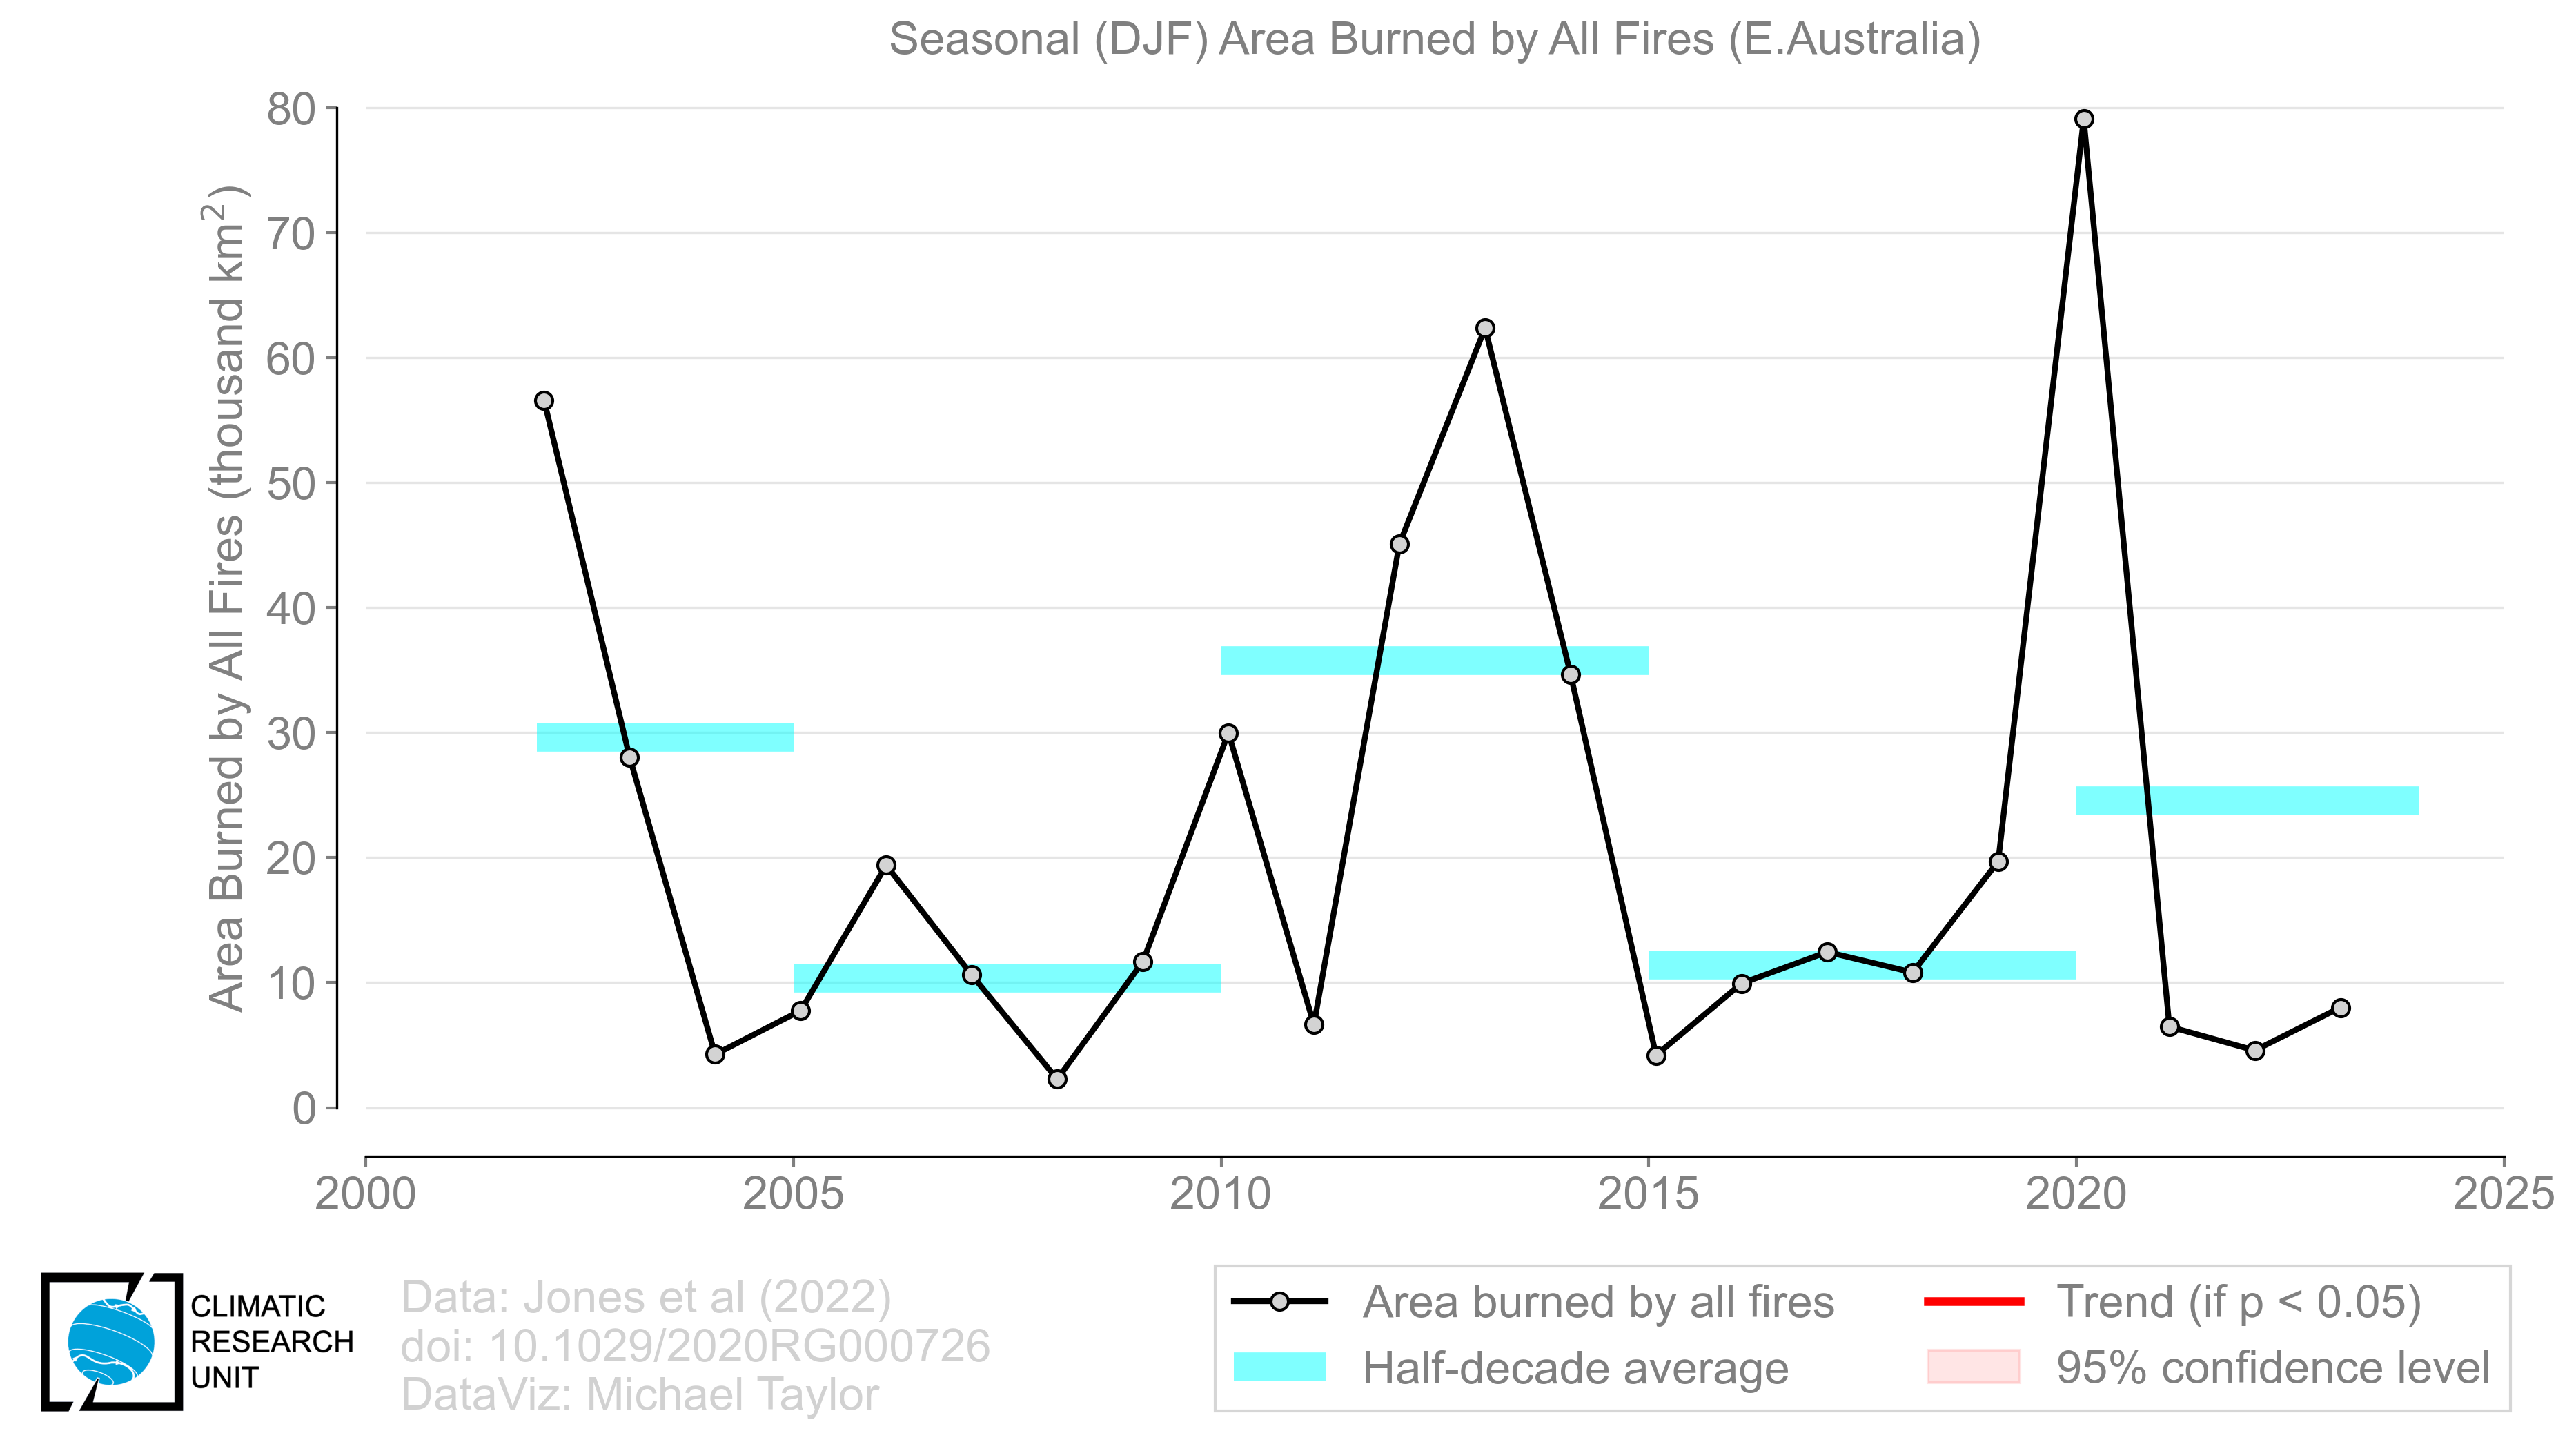 Seasonal (DJF) Area Burned by All Fires (E.Australia)
Area Burned by All Fires (thousand km²)
80
70
60
50
40
30
20
10
0
2000 2005 2010 2015 2020 2025
CLIMATIC
RESEARCH
UNIT
Data: Jones et al (2022)
doi: 10.1029/2020RG000726
DataViz: Michael Taylor
Area burned by all fires
Half-decade average
Trend (if p < 0.05)
95% confidence level